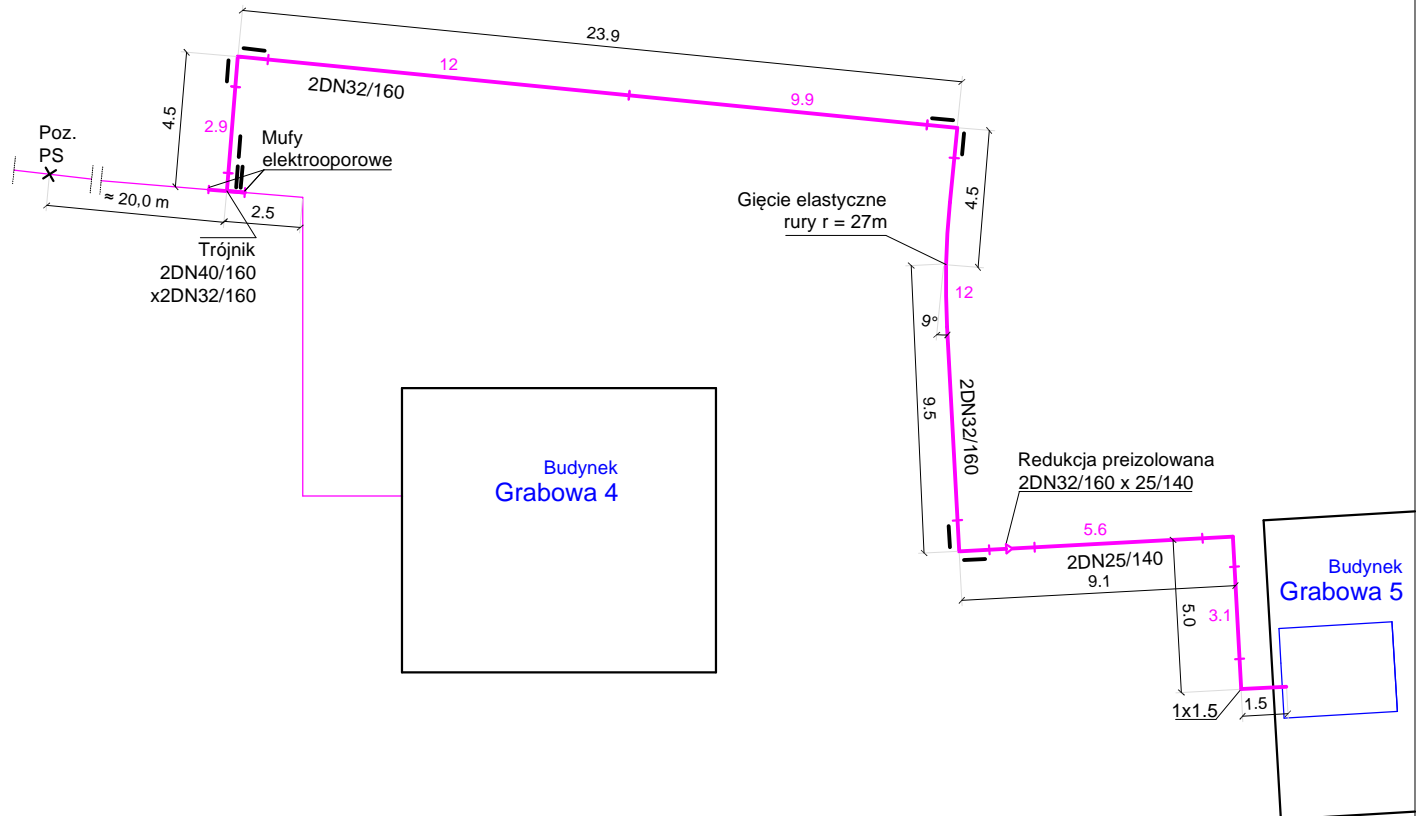 23.9
12
2DN32/160
9.9
4.5
2.9
Poz.
PS
Mufy
elektrooporowe
≈ 20,0 m
2.5
Trójnik
2DN40/160
x2DN32/160
Gięcie elastyczne
rury r = 27m
4.5
12
9°
9.5
2DN32/160
Budynek
Grabowa 4
Redukcja preizolowana
2DN32/160 x 25/140
5.6
2DN25/140
9.1
5.0
3.1
Budynek
Grabowa 5
1x1.5
1.5